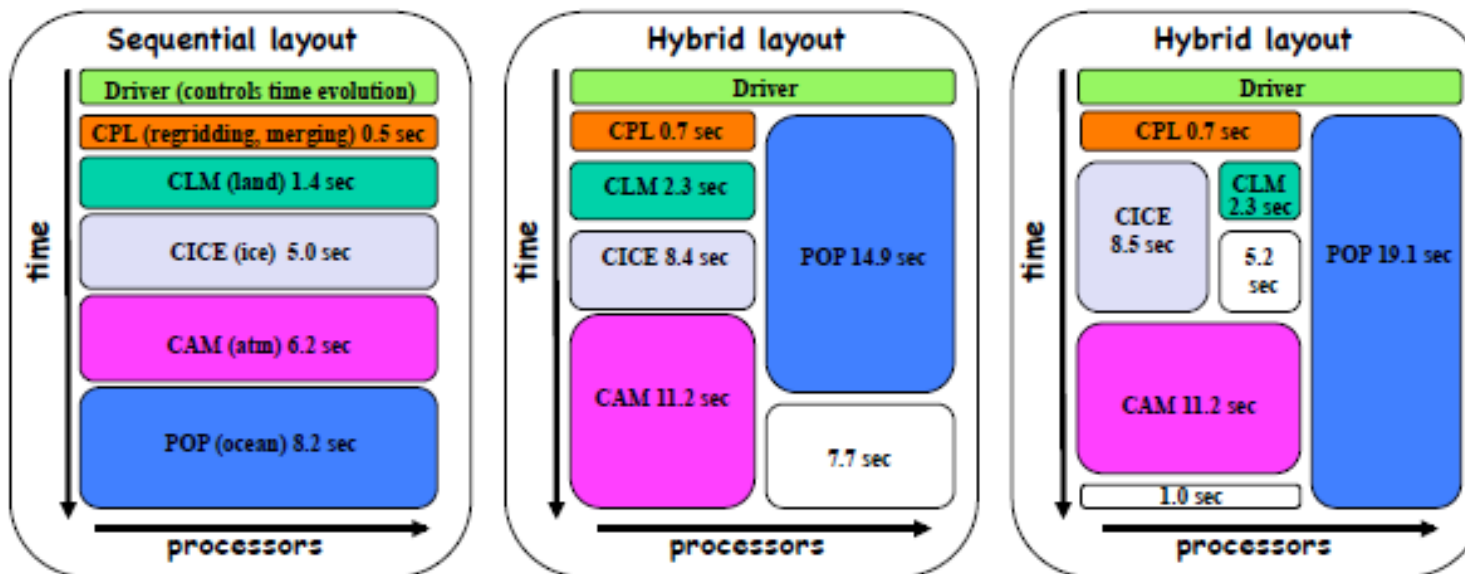 Sequential layout
Driver (controls time evolution)
CPL (regridding, merging) 0.5 sec
CLM (land) 1.4 sec
CICE (ice) 5.0 sec
CAM (atm) 6.2 sec
POP (ocean) 8.2 sec
time
processors
Hybrid layout
Driver
CPL 0.7 sec
CLM 2.3 sec
CICE 8.4 sec
CAM 11.2 sec
POP 14.9 sec
7.7 sec
time
processors
Hybrid layout
Driver
CPL 0.7 sec
CICE
8.5 sec
CLM
2.3 sec
5.2
sec
CAM 11.2 sec
1.0 sec
POP 19.1 sec
time
processors